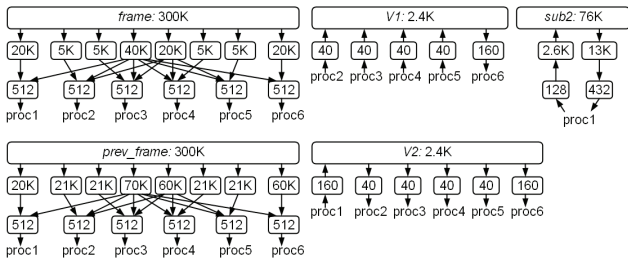 frame: 300K V1: 2.4K sub2: 76K
20K 5K 5K 40K 20K 5K 5K 20K 40 40 40 40 160 2.6K 13K
proc2 proc3 proc4 proc5 proc6
512 512 512 512 512 512 128 432
proc1 proc2 proc3 proc4 proc5 proc6 proc1
prev_frame: 300K V2: 2.4K
20K 21K 21K 70K 60K 21K 21K 60K 160 40 40 40 40 160
proc1 proc2 proc3 proc4 proc5 proc6
512 512 512 512 512 512
proc1 proc2 proc3 proc4 proc5 proc6